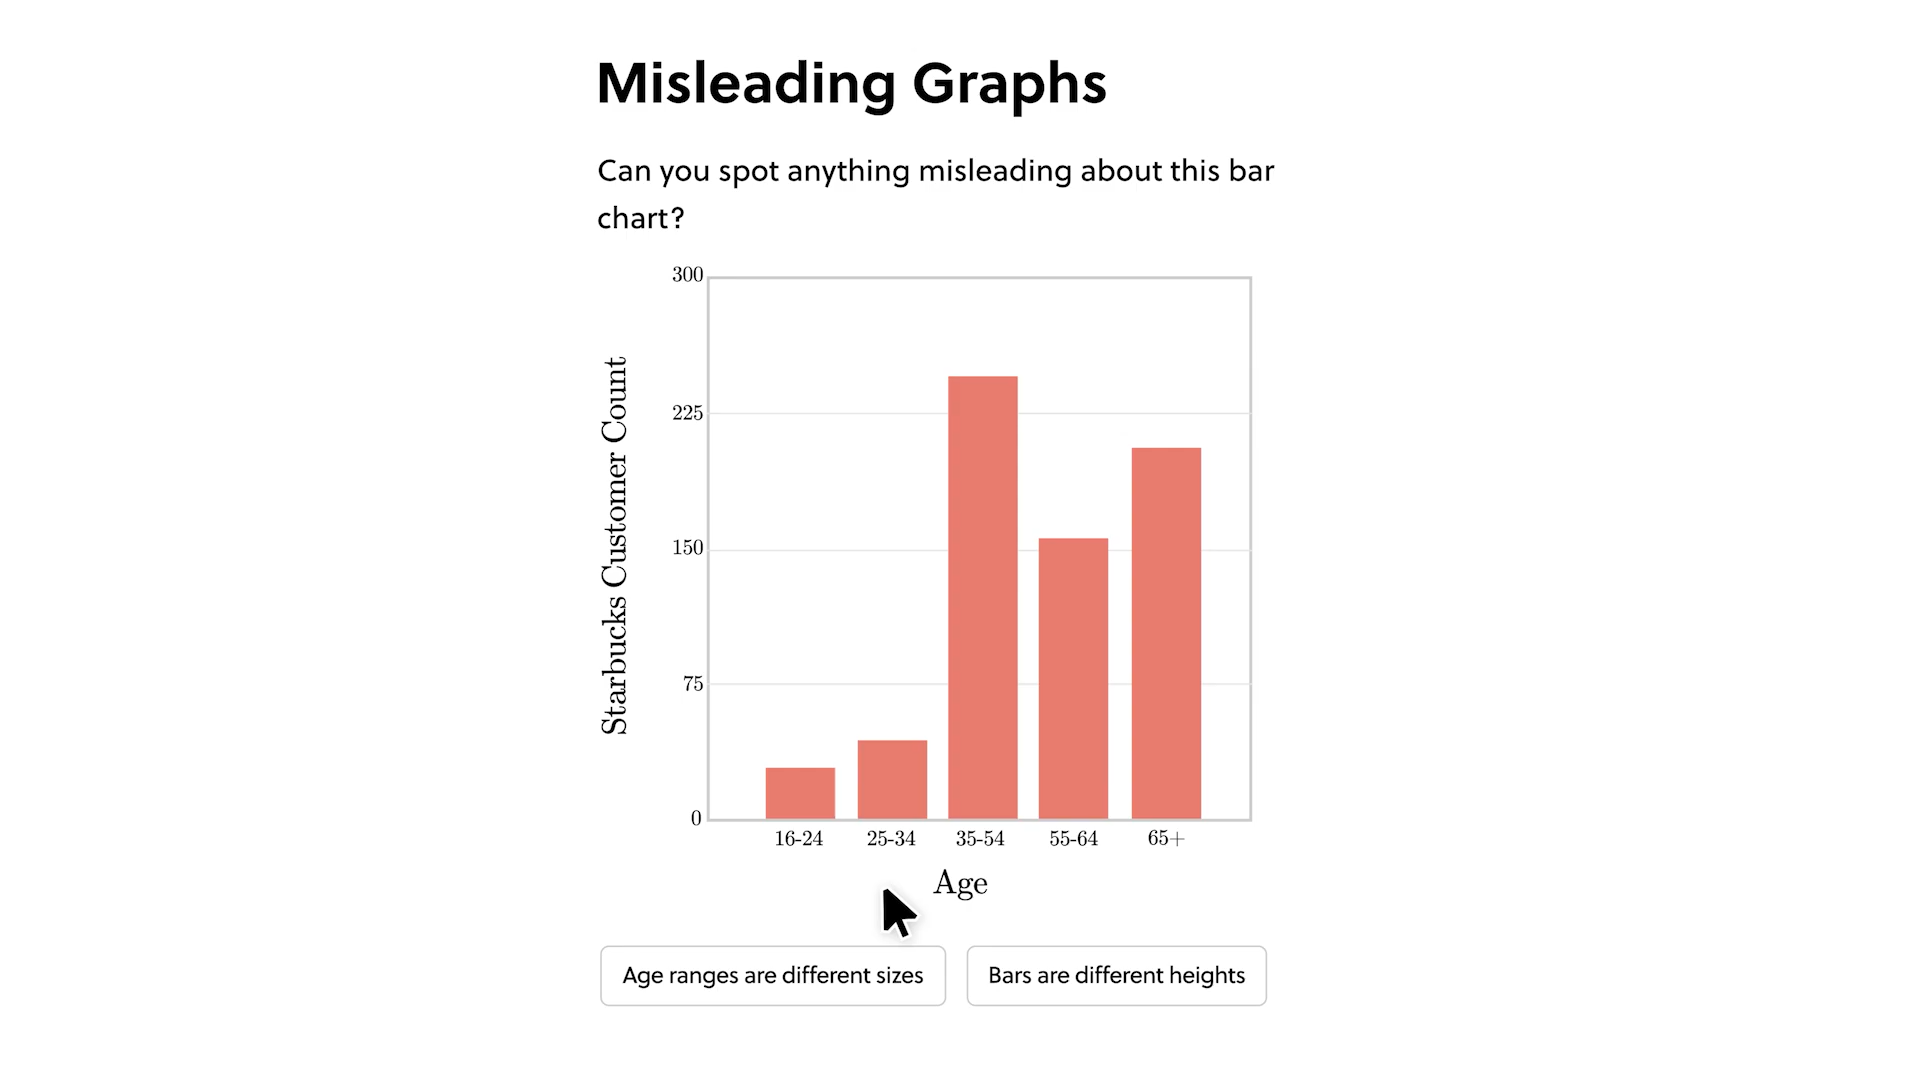 Misleading Graphs
Can you spot anything misleading about this bar
chart?
300
225
150
75
0
Starbucks Customer Count
16-24
25-34
35-54
55-64
65+
Age
Age ranges are different sizes
Bars are different heights